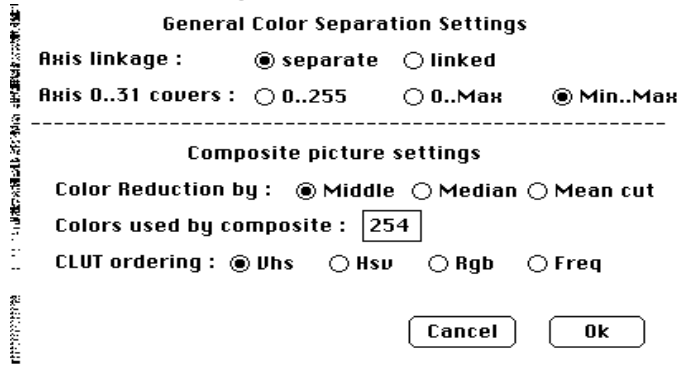 General Color Separation Settings
Axis linkage : separate linked
Axis 0..31 covers : 0..255 0..Max Min..Max
Composite picture settings
Color Reduction by : Middle Median Mean cut
Colors used by composite : 254
CLUT ordering : Vhs Hsv Rgb Freq
Cancel Ok